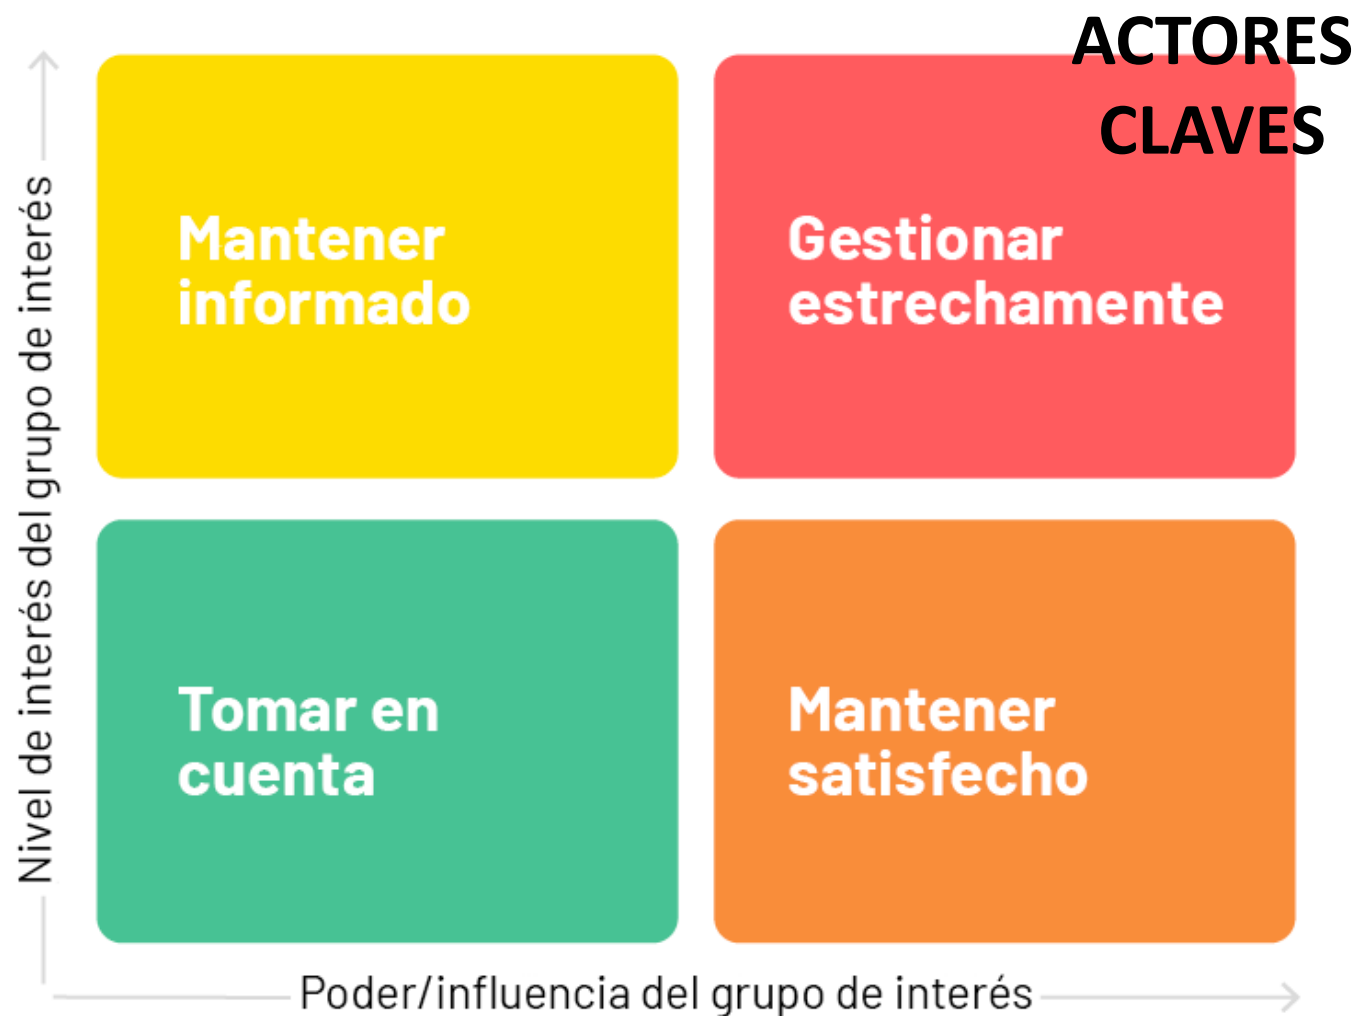 ACTORES
CLAVES
Mantener
informado
Gestionar
estrechamente
Nivel de interés del grupo de interés
Tomar en
cuenta
Mantener
satisfecho
Poder/influencia del grupo de interés